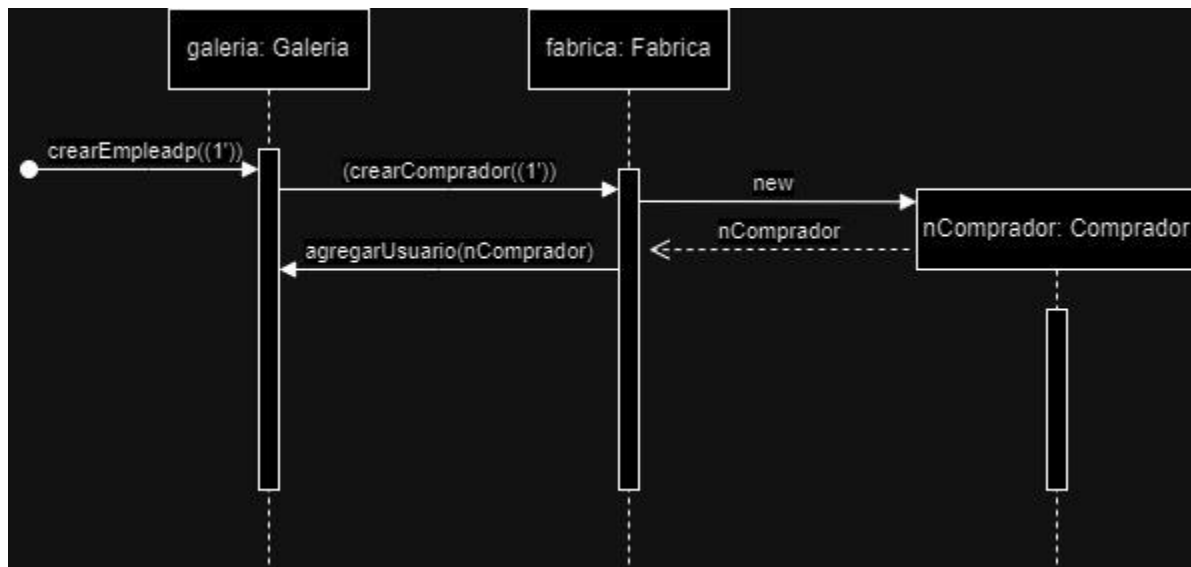 galeria: Galeria
fabrica: Fabrica
crearEmpleadp((1'))
(crearComprador((1'))
new
nComprador: Comprador
nComprador
agregarUsuario(nComprador)